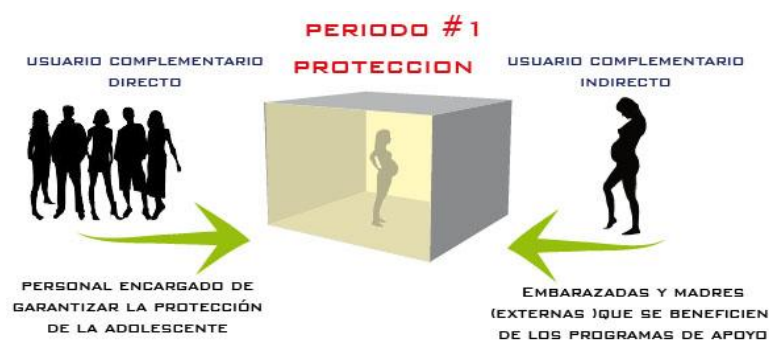 PERIODO #1
PROTECCION
USUARIO COMPLEMENTARIO
DIRECTO
USUARIO COMPLEMENTARIO
INDIRECTO
PERSONAL ENCARGADO DE
GARANTIZAR LA PROTECCIÓN
DE LA ADOLESCENTE
EMBARAZADAS Y MADRES
(EXTERNAS )QUE SE BENEFICIEN
DE LOS PROGRAMAS DE APOYO